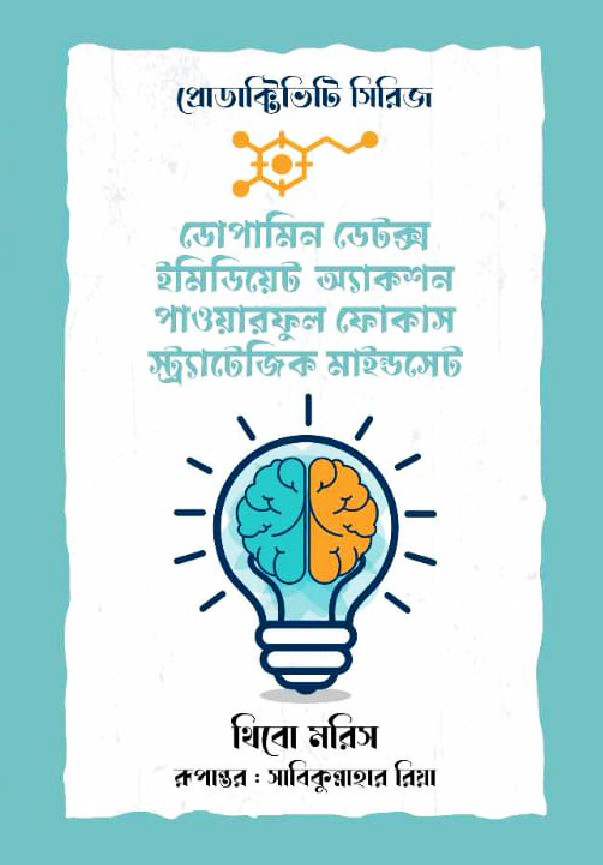 প্রোডাক্টিভিটি সিরিজ
ডোপামিন ডেটক্স
ইমিডিয়েট অ্যাকশন
পাওয়ারফুল ফোকাস
স্ট্র্যাটেজিক মাইন্ডসেট
থিবো মরিস
রূপান্তর : সাবিকুন্নাহার রিয়া